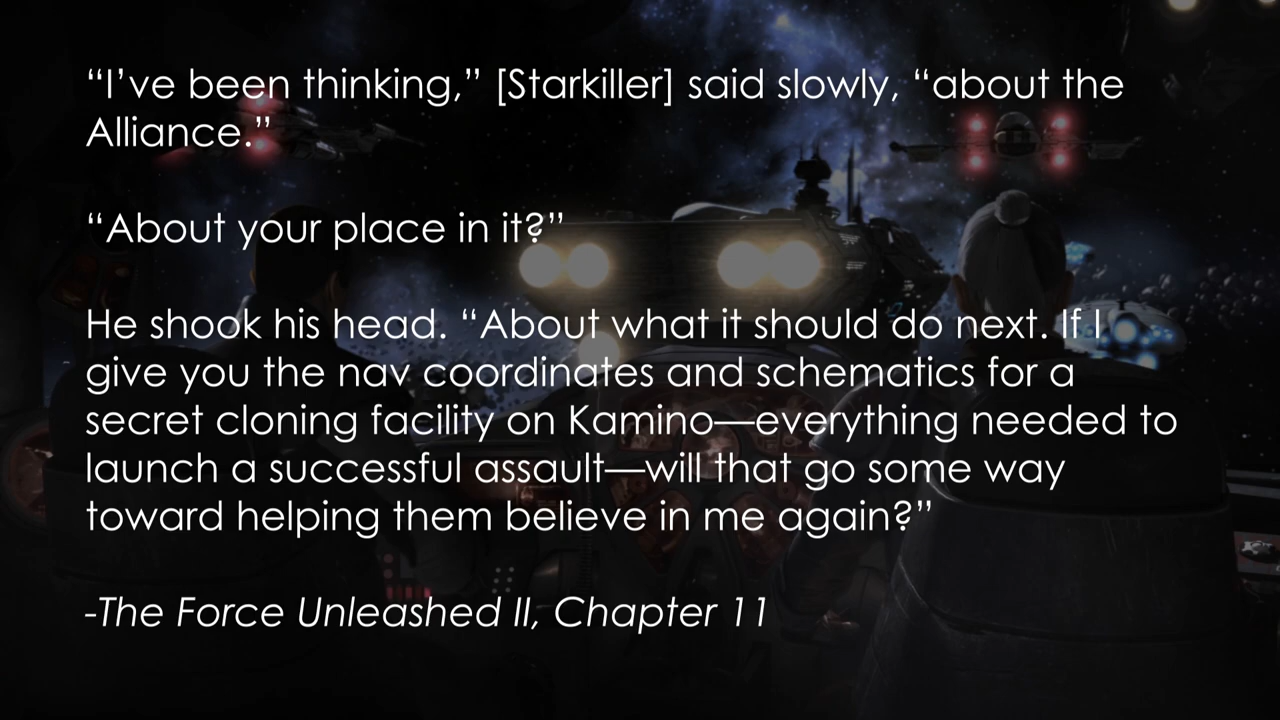 “I’ve been thinking,” [Starkiller] said slowly, “about the
Alliance.”
“About your place in it?”
He shook his head. “About what it should do next. If I
give you the nav coordinates and schematics for a
secret cloning facility on Kamino—everything needed to
launch a successful assault—will that go some way
toward helping them believe in me again?”
-The Force Unleashed II, Chapter 11